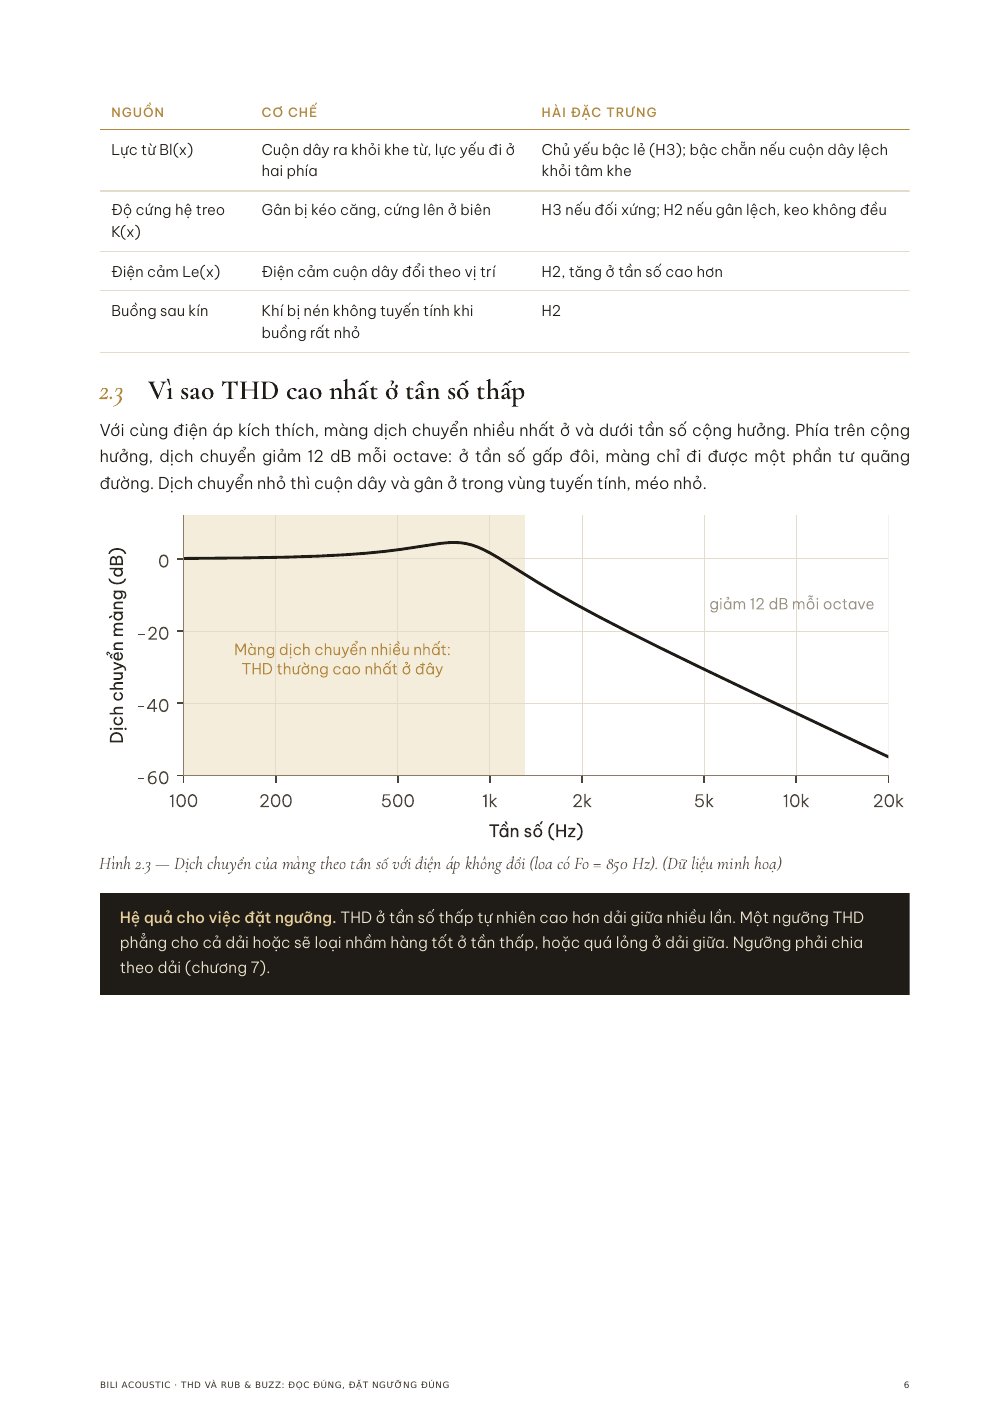 NGUỒN CƠ CHẾ HÀI ĐẶC TRƯNG
Lực từ Bl(x) Cuộn dây ra khỏi khe từ, lực yếu đi ở Chủ yếu bậc lẻ (H3); bậc chẵn nếu cuộn dây lệch
hai phía khỏi tâm khe
Độ cứng hệ treo Gân bị kéo căng, cứng lên ở biên H3 nếu đối xứng; H2 nếu gân lệch, keo không đều
K(x)
Điện cảm Le(x) Điện cảm cuộn dây đổi theo vị trí H2, tăng ở tần số cao hơn
Buồng sau kín Khí bị nén không tuyến tính khi H2
buồng rất nhỏ
2.3 Vì sao THD cao nhất ở tần số thấp
Với cùng điện áp kích thích, màng dịch chuyển nhiều nhất ở và dưới tần số cộng hưởng. Phía trên cộng
hưởng, dịch chuyển giảm 12 dB mỗi octave: ở tần số gấp đôi, màng chỉ đi được một phần tư quãng
đường. Dịch chuyển nhỏ thì cuộn dây và gân ở trong vùng tuyến tính, méo nhỏ.
Dịch chuyển màng (dB)
0
−20
−40
−60
giảm 12 dB mỗi octave
Màng dịch chuyển nhiều nhất:
THD thường cao nhất ở đây
100 200 500 1k 2k 5k 10k 20k
Tần số (Hz)
Hình 2.3 — Dịch chuyển của màng theo tần số với điện áp không đổi (loa có F0 = 850 Hz). (Dữ liệu minh hoạ)
Hệ quả cho việc đặt ngưỡng. THD ở tần số thấp tự nhiên cao hơn dải giữa nhiều lần. Một ngưỡng THD
phẳng cho cả dải hoặc sẽ loại nhầm hàng tốt ở tần thấp, hoặc quá lỏng ở dải giữa. Ngưỡng phải chia
theo dải (chương 7).
BILI ACOUSTIC · THD VÀ RUB & BUZZ: ĐỌC ĐÚNG, ĐẶT NGƯỠNG ĐÚNG 6